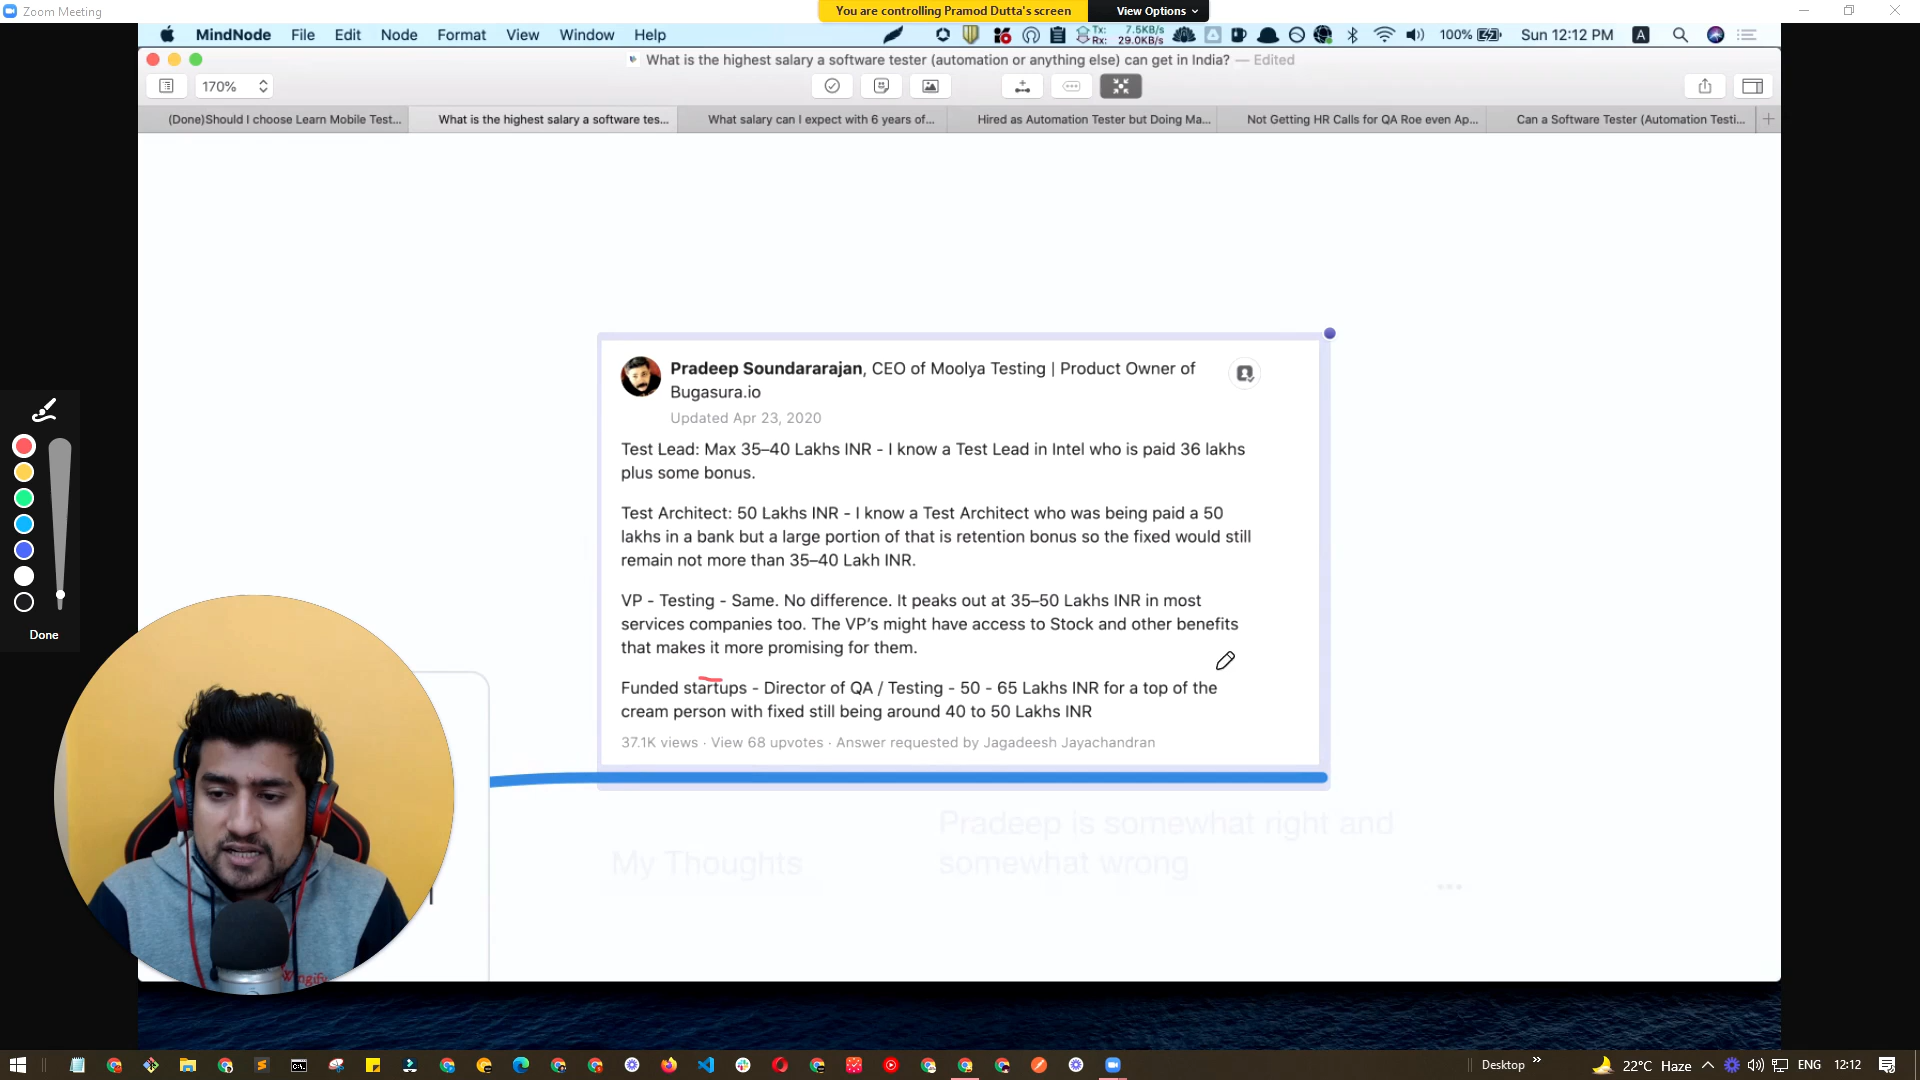 Zoom Meeting
You are controlling Pramod Dutta's screen
View Options
MindNode File Edit Node Format View Window Help
Tx: 7.5KB/s
Rx: 29.0KB/s
100%
Sun 12:12 PM
A
What is the highest salary a software tester (automation or anything else) can get in India? — Edited
170%
(Done)Should I choose Learn Mobile Test...
What is the highest salary a software tes...
What salary can I expect with 6 years of...
Hired as Automation Tester but Doing Ma...
Not Getting HR Calls for QA Roe even Ap...
Can a Software Tester (Automation Testi...
Pradeep Soundararajan, CEO of Moolya Testing | Product Owner of
Bugasura.io
Updated Apr 23, 2020
Test Lead: Max 35–40 Lakhs INR - I know a Test Lead in Intel who is paid 36 lakhs
plus some bonus.
Test Architect: 50 Lakhs INR - I know a Test Architect who was being paid a 50
lakhs in a bank but a large portion of that is retention bonus so the fixed would still
remain not more than 35–40 Lakh INR.
VP - Testing - Same. No difference. It peaks out at 35–50 Lakhs INR in most
services companies too. The VP's might have access to Stock and other benefits
that makes it more promising for them.
Funded startups - Director of QA / Testing - 50 - 65 Lakhs INR for a top of the
cream person with fixed still being around 40 to 50 Lakhs INR
37.1K views · View 68 upvotes · Answer requested by Jagadeesh Jayachandran
Done
My Thoughts
Pradeep is somewhat right and
somewhat wrong
Wingify
Desktop
22°C Haze
ENG
12:12